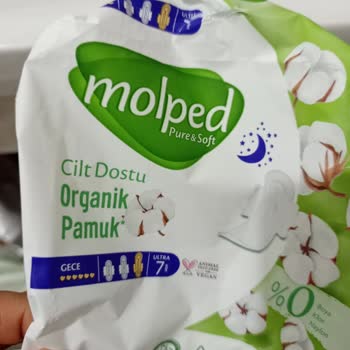 molped
Pure&Soft
Cilt Dostu
Organik
Pamuk*
GECE
ULTRA
7
VEGAN
%0